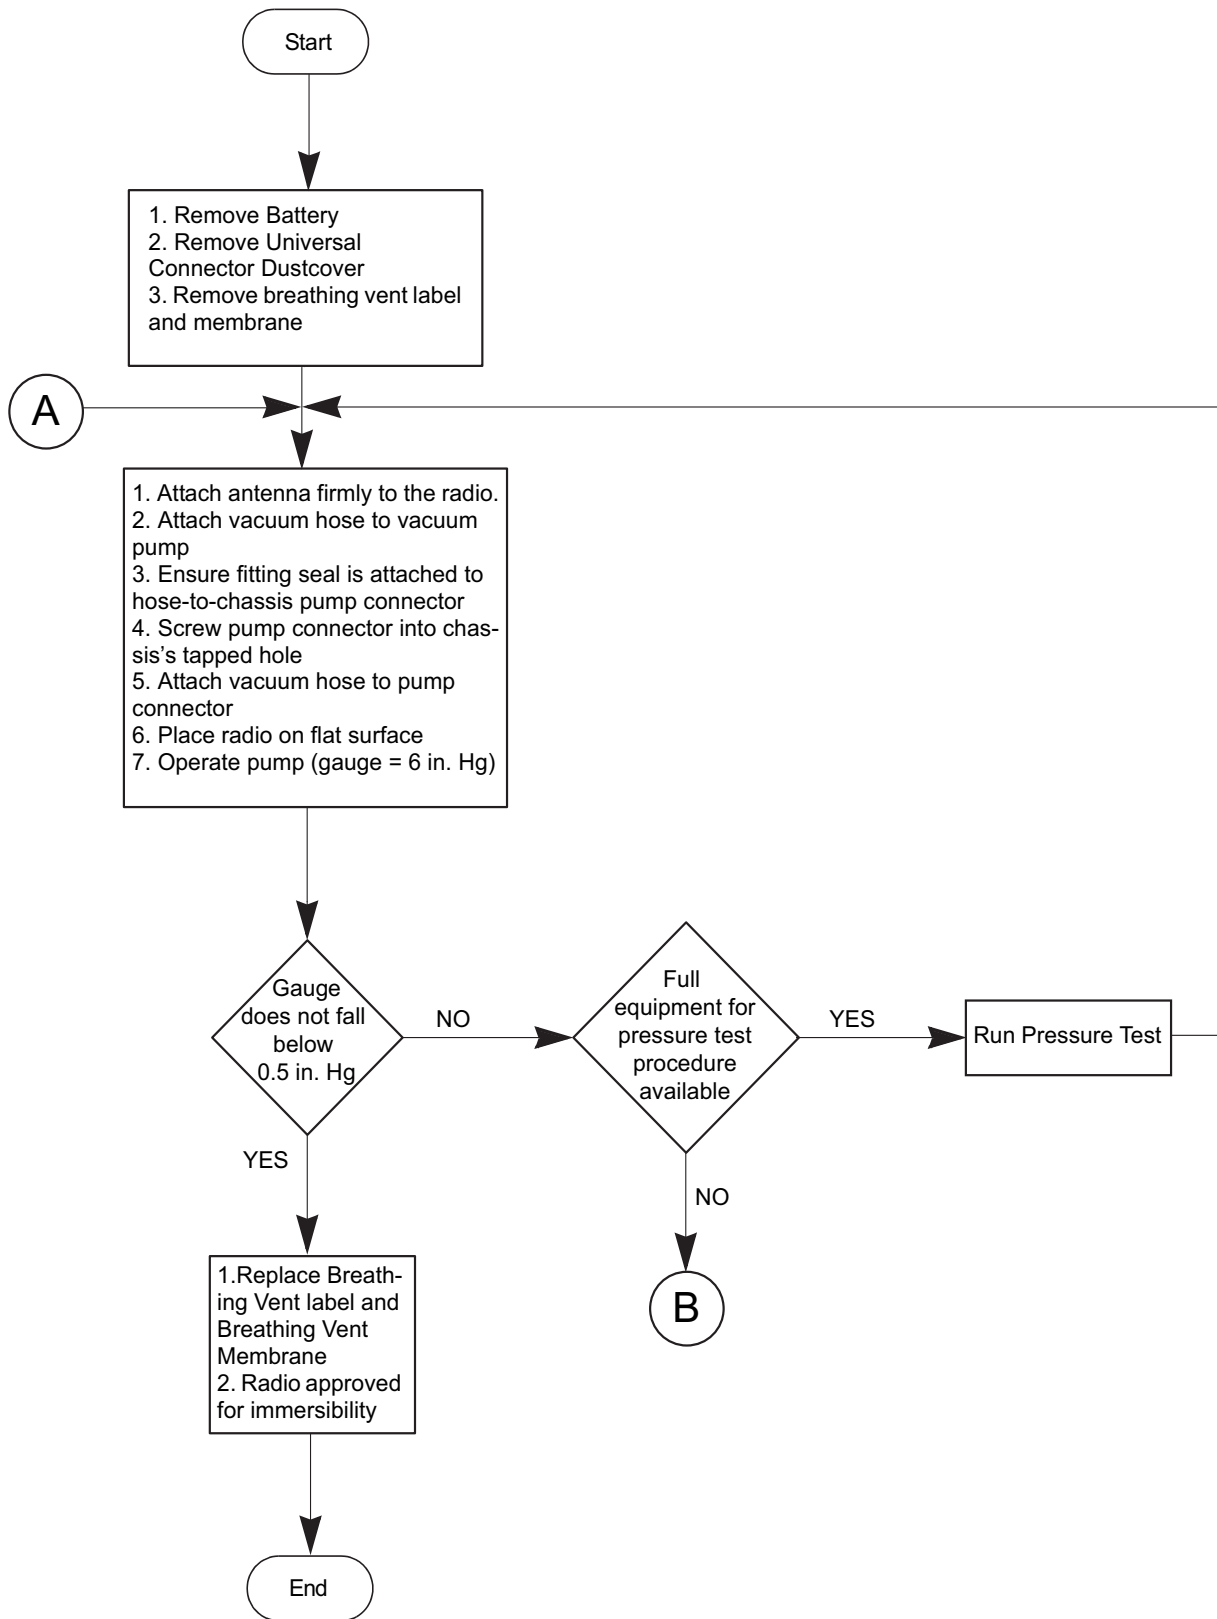 Start
1. Remove Battery
2. Remove Universal
Connector Dustcover
3. Remove breathing vent label
and membrane
A
1. Attach antenna firmly to the radio.
2. Attach vacuum hose to vacuum
pump
3. Ensure fitting seal is attached to
hose-to-chassis pump connector
4. Screw pump connector into chas-
sis's tapped hole
5. Attach vacuum hose to pump
connector
6. Place radio on flat surface
7. Operate pump (gauge = 6 in. Hg)
Gauge
does not fall
below
0.5 in. Hg
NO
Full
equipment for
pressure test
procedure
available
YES
Run Pressure Test
YES
NO
1.Replace Breath-
ing Vent label and
Breathing Vent
Membrane
2. Radio approved
for immersibility
B
End